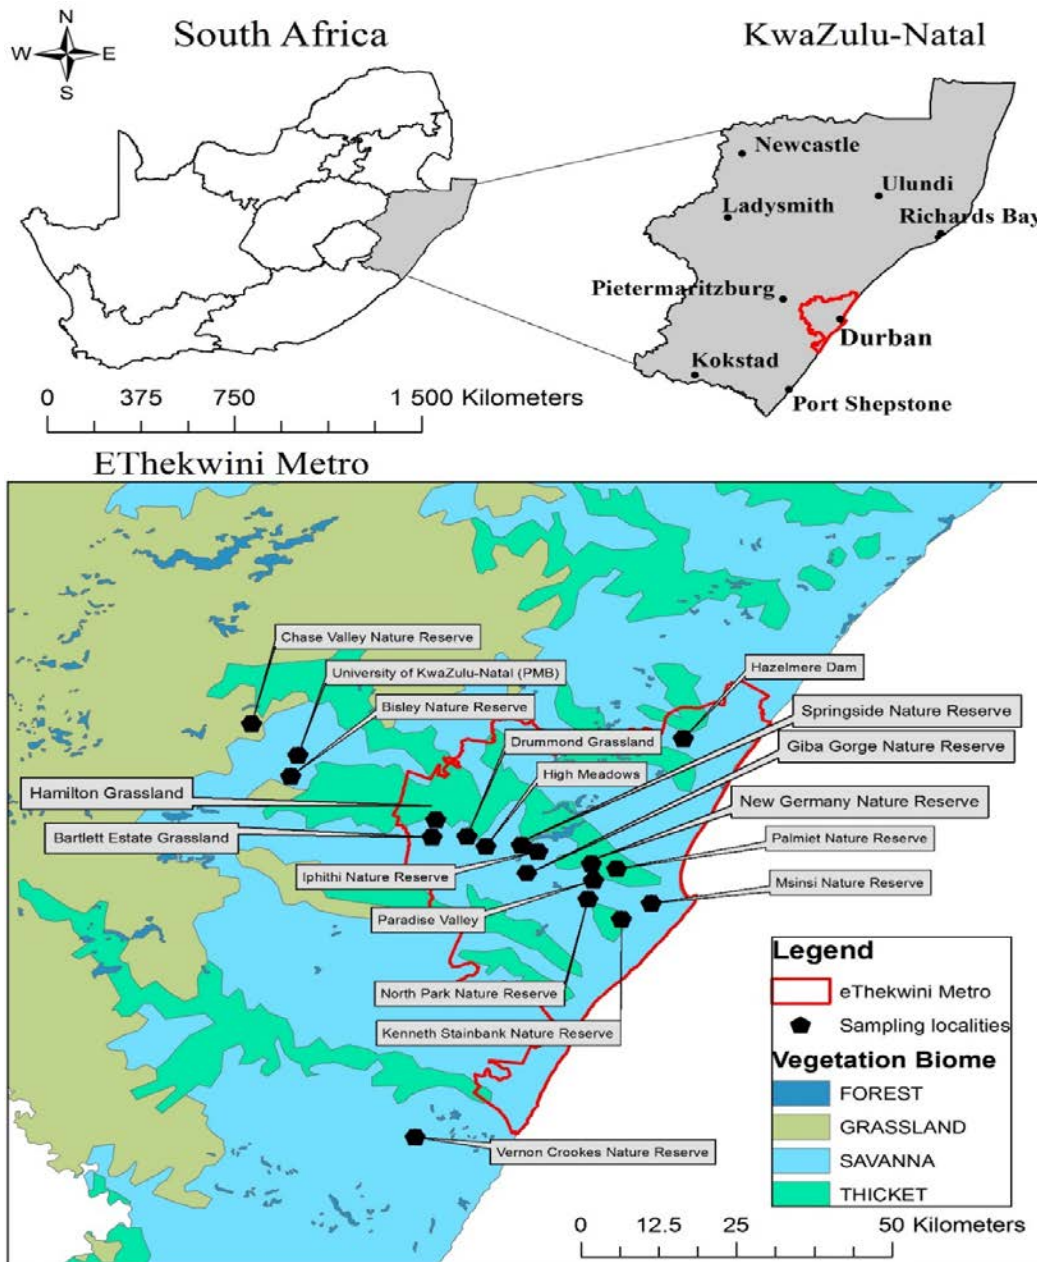 N
South Africa
KwaZulu-Natal
W E
S
Newcastle
Ulundi
Ladysmith
Richards Bay
Pietermaritzburg
Durban
Kokstad
Port Shepstone
0 375 750 1 500 Kilometers
EThekwini Metro
Chase Valley Nature Reserve
University of KwaZulu-Natal (PMB)
Hazelmere Dam
Bisley Nature Reserve
Springside Nature Reserve
Drummond Grassland
Giba Gorge Nature Reserve
High Meadows
Hamilton Grassland
New Germany Nature Reserve
Bartlett Estate Grassland
Palmiet Nature Reserve
Iphithi Nature Reserve
Msinsi Nature Reserve
Paradise Valley
North Park Nature Reserve
Kenneth Stainbank Nature Reserve
Vernon Crookes Nature Reserve
Legend
eThekwini Metro
Sampling localities
Vegetation Biome
FOREST
GRASSLAND
SAVANNA
THICKET
0 12.5 25 50 Kilometers